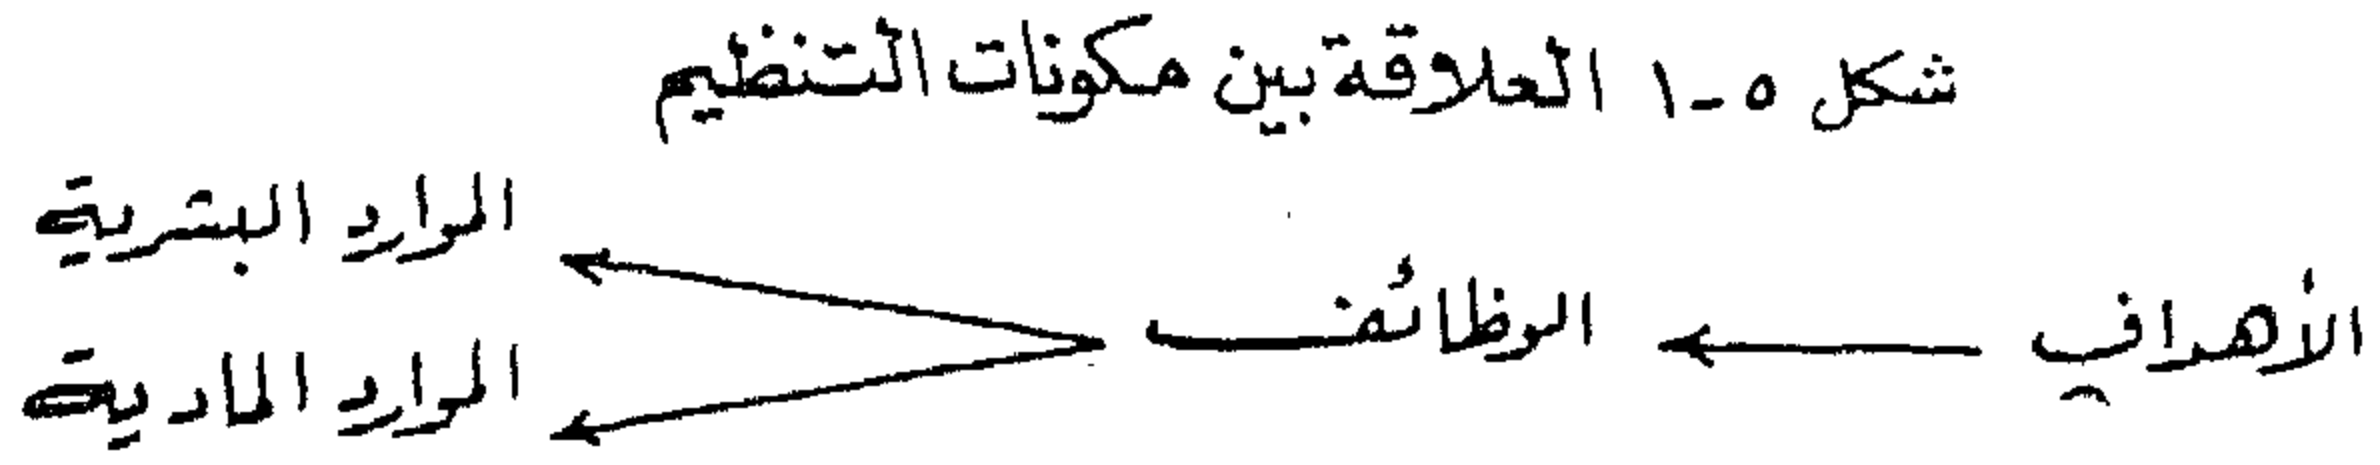 شكل ٥-١ العلاقة بين مكونات التنظيم
الموارد البشرية
الأهداف
الوظائف
الموارد المادية